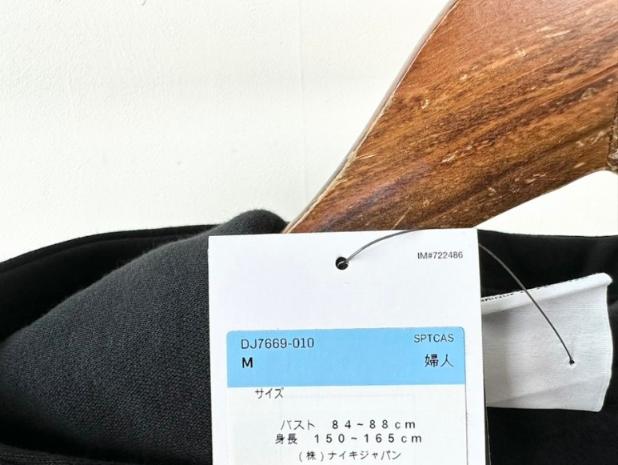 IM#722486
DJ7669-010 SPTCAS
M 婦人
サイズ
バスト 84~88cm
身長 150~165cm
(株)ナイキジャパン